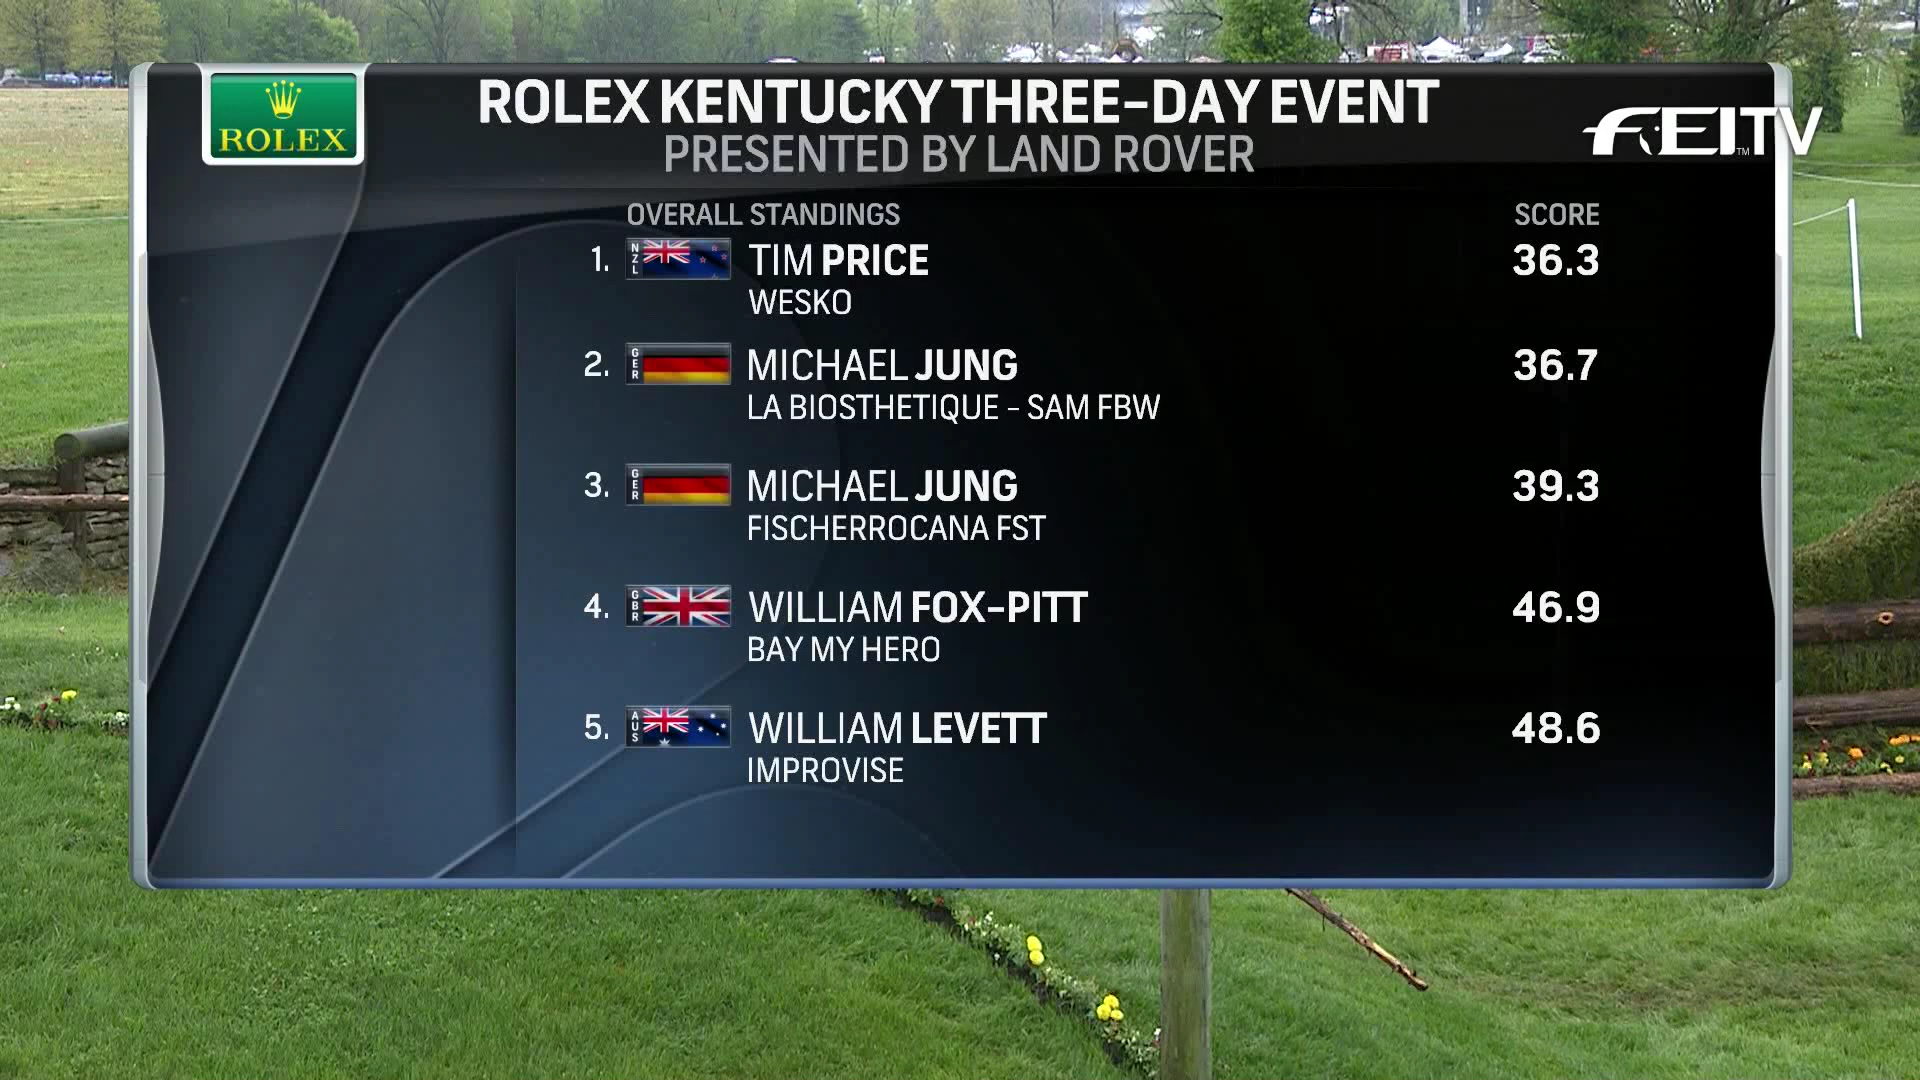 ROLEX
ROLEX KENTUCKY THREE-DAY EVENT
PRESENTED BY LAND ROVER
FEI TV
TM
OVERALL STANDINGS SCORE
1. NZL TIM PRICE 36.3
WESKO
2. GER MICHAEL JUNG 36.7
LA BIOSTHETIQUE - SAM FBW
3. GER MICHAEL JUNG 39.3
FISCHERROCANA FST
4. GBR WILLIAM FOX-PITT 46.9
BAY MY HERO
5. AUS WILLIAM LEVETT 48.6
IMPROVISE